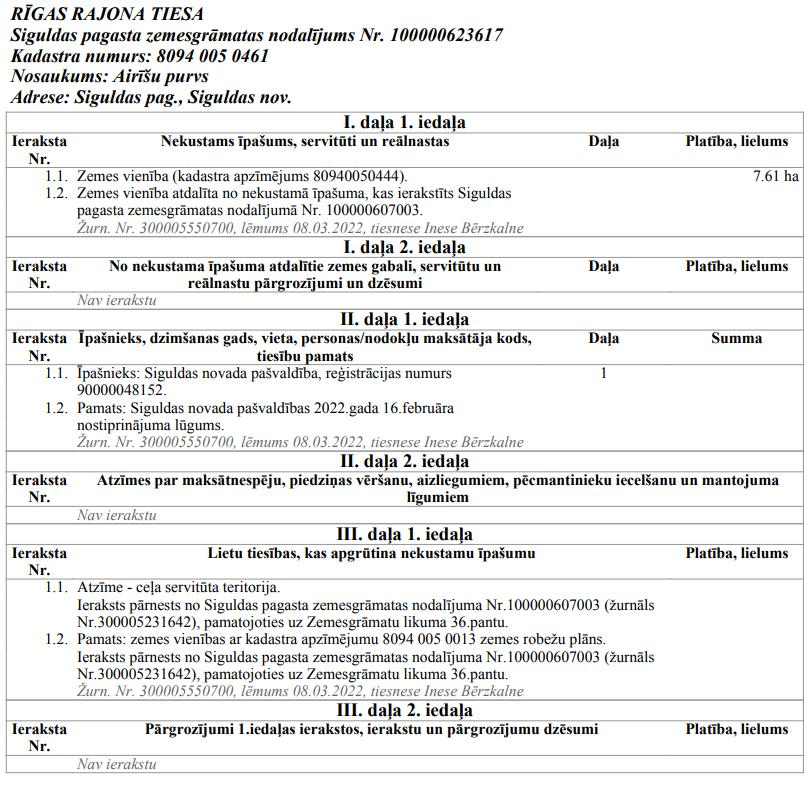 RĪGAS RAJONA TIESA
Siguldas pagasta zemesgrāmatas nodalījums Nr. 100000623617
Kadastra numurs: 8094 005 0461
Nosaukums: Airīšu purvs
Adrese: Siguldas pag., Siguldas nov.
I. daļa 1. iedaļa
Ieraksta Nekustams īpašums, servitūti un reālnastas Daļa Platība, lielums
Nr.
1.1. Zemes vienība (kadastra apzīmējums 80940050444). 7.61 ha
1.2. Zemes vienība atdalīta no nekustamā īpašuma, kas ierakstīts Siguldas
pagasta zemesgrāmatas nodalījumā Nr. 100000607003.
Žurn. Nr. 300005550700, lēmums 08.03.2022, tiesnese Inese Bērzkalne
I. daļa 2. iedaļa
Ieraksta No nekustama īpašuma atdalītie zemes gabali, servitūtu un Daļa Platība, lielums
Nr. reālnastu pārgrozījumi un dzēsumi
Nav ierakstu
II. daļa 1. iedaļa
Ieraksta Īpašnieks, dzimšanas gads, vieta, personas/nodokļu maksātāja kods, Daļa Summa
Nr. tiesību pamats
1.1. Īpašnieks: Siguldas novada pašvaldība, reģistrācijas numurs 1
90000048152.
1.2. Pamats: Siguldas novada pašvaldības 2022.gada 16.februāra
nostiprinājuma lūgums.
Žurn. Nr. 300005550700, lēmums 08.03.2022, tiesnese Inese Bērzkalne
II. daļa 2. iedaļa
Ieraksta Atzīmes par maksātnespēju, piedziņas vēršanu, aizliegumiem, pēcmantinieku iecelšanu un mantojuma
Nr. līgumiem
Nav ierakstu
III. daļa 1. iedaļa
Ieraksta Lietu tiesības, kas apgrūtina nekustamu īpašumu Platība, lielums
Nr.
1.1. Atzīme - ceļa servitūta teritorija.
Ieraksts pārnests no Siguldas pagasta zemesgrāmatas nodalījuma Nr.100000607003 (žurnāls
Nr.300005231642), pamatojoties uz Zemesgrāmatu likuma 36.pantu.
1.2. Pamats: zemes vienības ar kadastra apzīmējumu 8094 005 0013 zemes robežu plāns.
Ieraksts pārnests no Siguldas pagasta zemesgrāmatas nodalījuma Nr.100000607003 (žurnāls
Nr.300005231642), pamatojoties uz Zemesgrāmatu likuma 36.pantu.
Žurn. Nr. 300005550700, lēmums 08.03.2022, tiesnese Inese Bērzkalne
III. daļa 2. iedaļa
Ieraksta Pārgrozījumi 1.iedaļas ierakstos, ierakstu un pārgrozījumu dzēsumi Platība, lielums
Nr.
Nav ierakstu